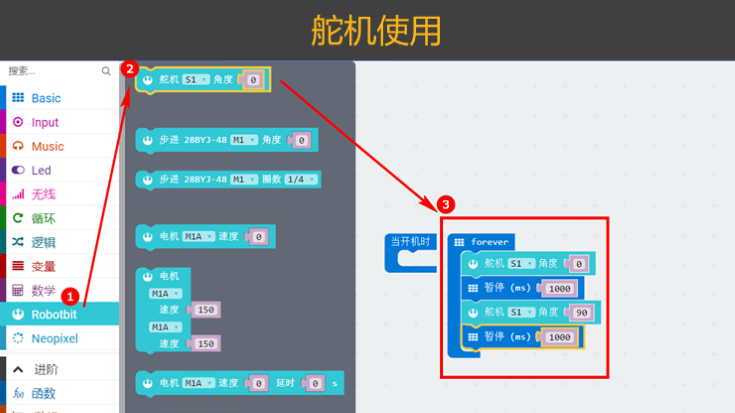 舵机使用
搜索...
Basic
Input
Music
Led
无线
循环
逻辑
变量
数学
1
Robotbit
Neopixel
进阶
函数
2
舵机 S1 角度 0
步进 28BYJ-48 M1 角度 0
步进 28BYJ-48 M1 圈数 1/4
电机 M1A 速度 0
电机
M1A
速度 150
M1A
速度 150
电机 M1A 速度 0 延时 0 s
3
当开机时
forever
舵机 S1 角度 0
暂停 (ms) 1000
舵机 S1 角度 90
暂停 (ms) 1000